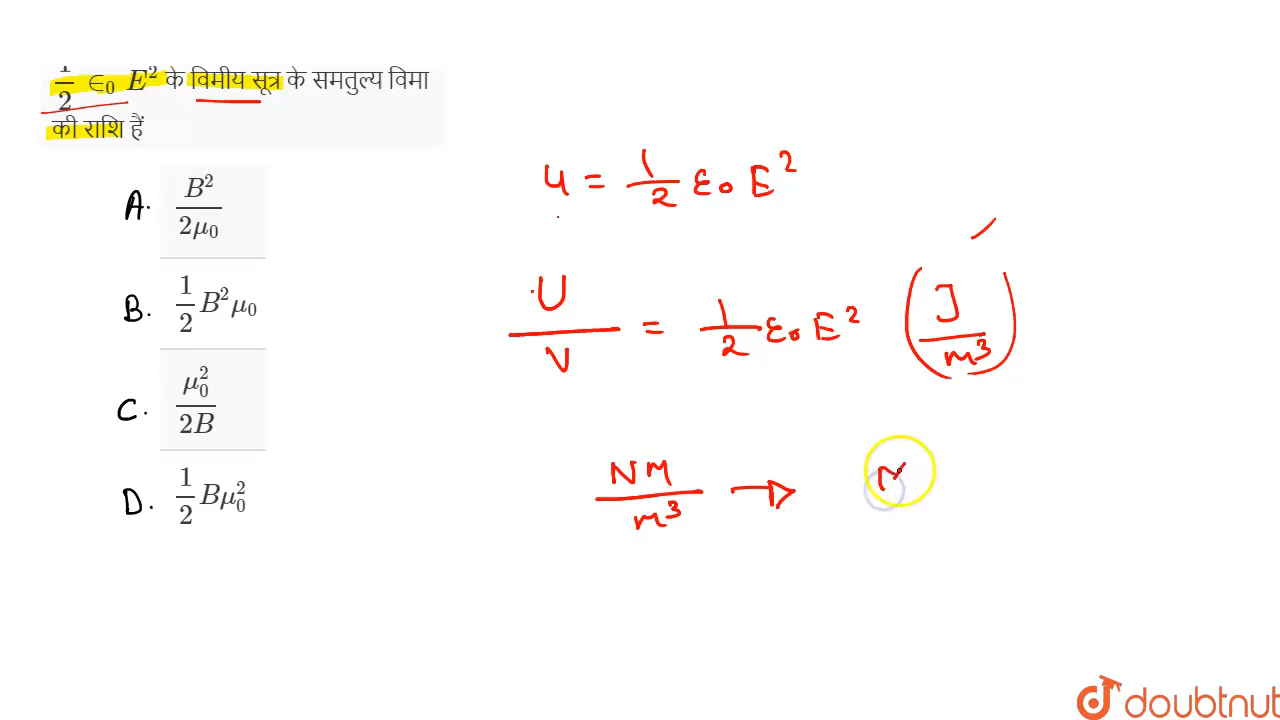 1/2 ∈₀ E² के विमीय सूत्र के समतुल्य विमा
की राशि हैं
A. B²/2μ₀
B. 1/2 B²μ₀
C. μ₀²/2B
D. 1/2 Bμ₀²
u = 1/2 ε₀ E²
U/V = 1/2 ε₀ E² (J/m³)
NM/m³ → N
doubtnut